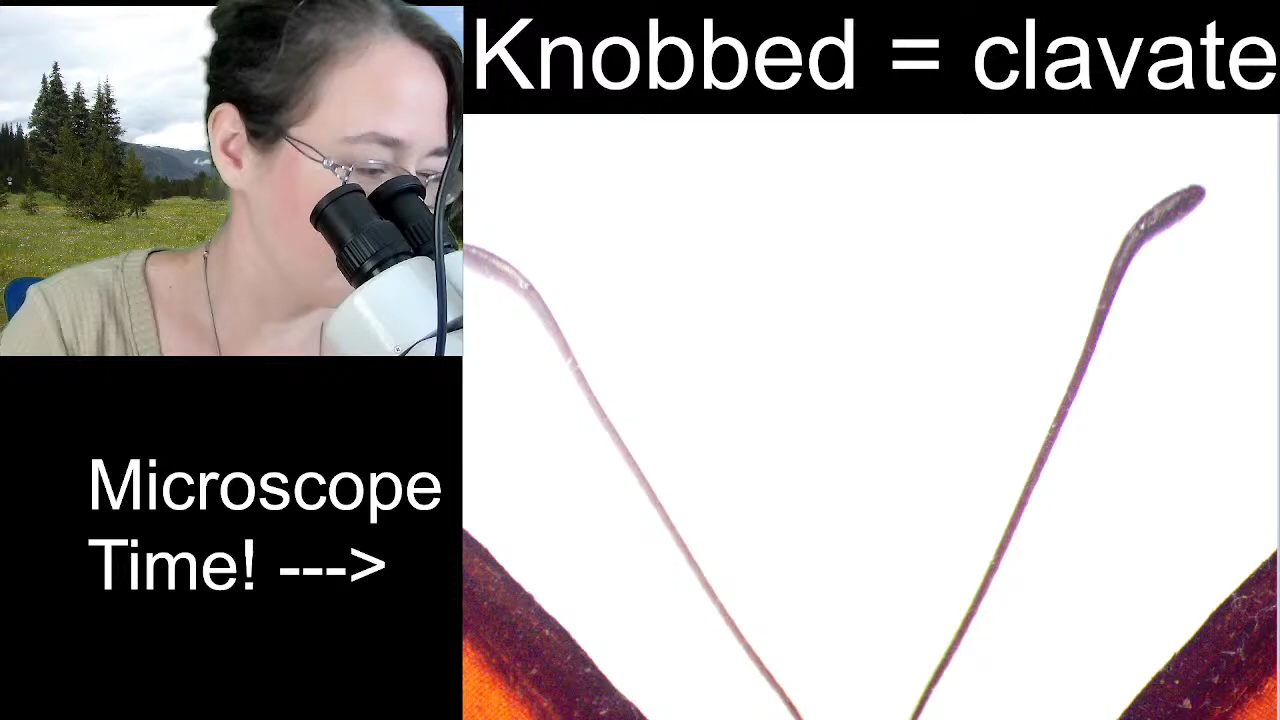 Knobbed = clavate
Microscope
Time! --->